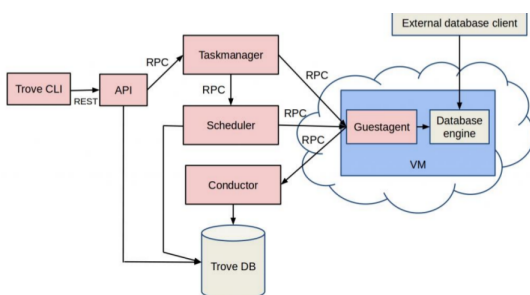 External database client
Taskmanager
RPC
RPC
Trove CLI
API
REST
RPC
Scheduler
RPC
Guestagent
Database
engine
RPC
VM
Conductor
Trove DB